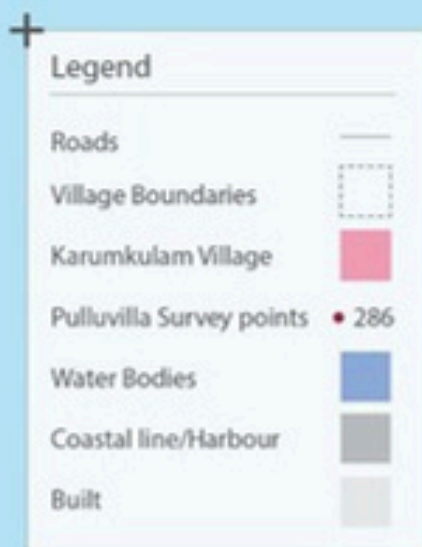 Legend
Roads
Village Boundaries
Karumkulam Village
Pulluvilla Survey points 286
Water Bodies
Coastal line/Harbour
Built